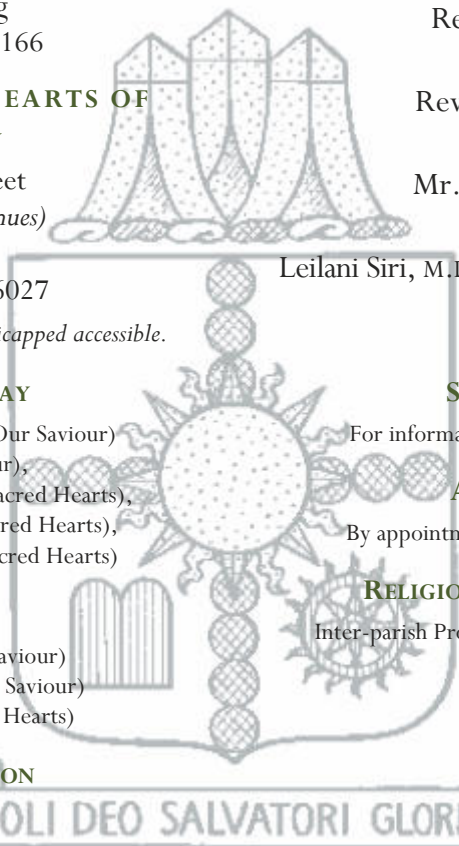 g
166
EARTS OF
eet
nues)
6027
icapped accessible.
AY
Our Saviour)
ur),
acred Hearts),
red Hearts),
cred Hearts)
aviour)
Saviour)
Hearts)
ON
Re
Rev
Mr.
Leilani Siri, M.
S
For informa
A
By appointm
RELIGIO
Inter-parish Pr
OLI DEO SALVATORI GLOR